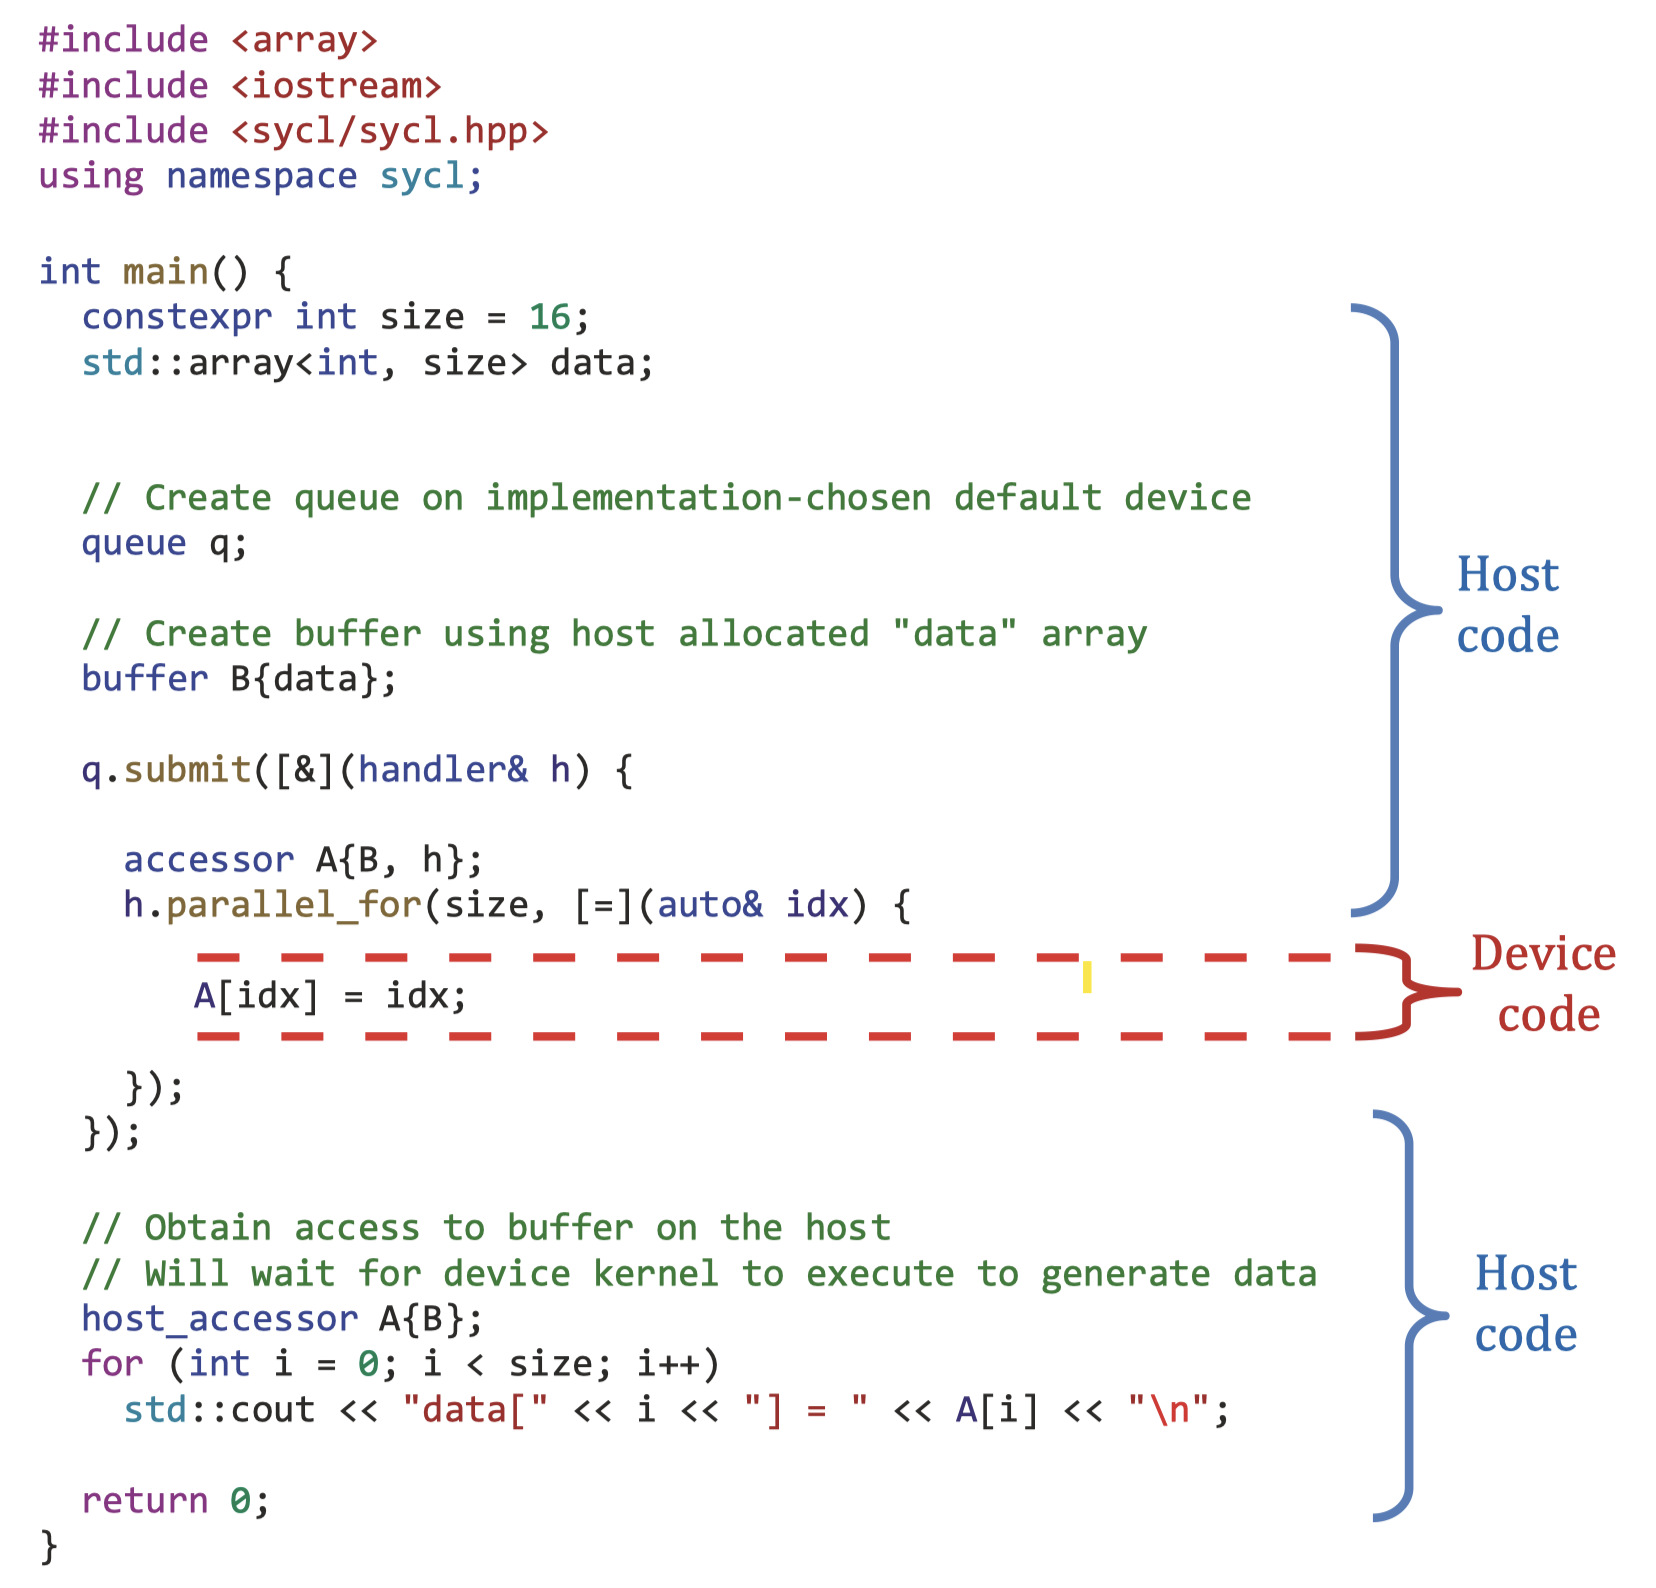 #include <array>
#include <iostream>
#include <sycl/sycl.hpp>
using namespace sycl;
int main() {
  constexpr int size = 16;
  std::array<int, size> data;
  // Create queue on implementation-chosen default device
  queue q;
  // Create buffer using host allocated "data" array
  buffer B{data};
  q.submit([&](handler& h) {
    accessor A{B, h};
    h.parallel_for(size, [=](auto& idx) {
      A[idx] = idx;
    });
  });
  // Obtain access to buffer on the host
  // Will wait for device kernel to execute to generate data
  host_accessor A{B};
  for (int i = 0; i < size; i++)
    std::cout << "data[" << i << "] = " << A[i] << "\n";
  return 0;
}
Host
code
Device
code
Host
code